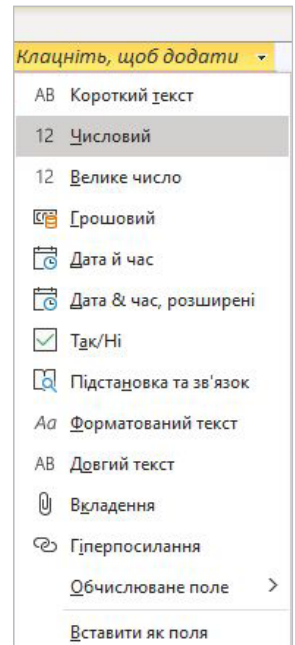 Клацніть, щоб додати
AB Короткий текст
12 Числовий
12 Велике число
Грошовий
Дата й час
Дата & час, розширені
Так/Ні
Підстановка та зв'язок
Aa Форматований текст
AB Довгий текст
Вкладення
Гіперпосилання
Обчислюване поле
Вставити як поля